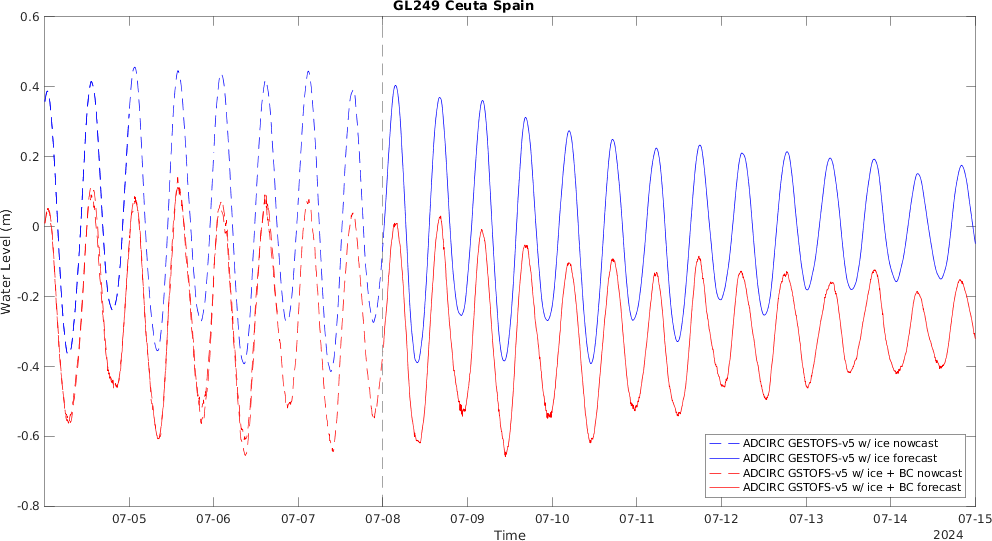 GL249 Ceuta Spain
0.6
0.4
0.2
0
-0.2
-0.4
-0.6
-0.8
Water Level (m)
ADCIRC GESTOFS-v5 w/ ice nowcast
ADCIRC GESTOFS-v5 w/ ice forecast
ADCIRC GSTOFS-v5 w/ ice + BC nowcast
ADCIRC GSTOFS-v5 w/ ice + BC forecast
07-05 07-06 07-07 07-08 07-09 07-10 07-11 07-12 07-13 07-14 07-15
Time
2024